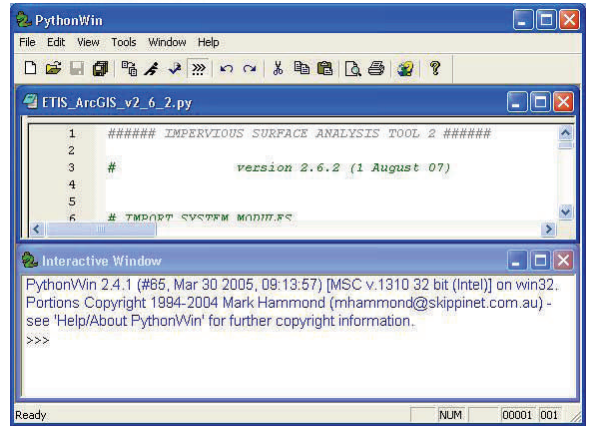 PythonWin
File Edit View Tools Window Help
ETIS_ArcGIS_v2_6_2.py
1 ###### IMPERVIOUS SURFACE ANALYSIS TOOL 2 ######
2
3 # version 2.6.2 (1 August 07)
4
5
6 # IMPORT SYSTEM MODULES
Interactive Window
PythonWin 2.4.1 (#65, Mar 30 2005, 09:13:57) [MSC v.1310 32 bit (Intel)] on win32.
Portions Copyright 1994-2004 Mark Hammond (mhammond@skippinet.com.au) -
see 'Help/About PythonWin' for further copyright information.
>>>
Ready NUM 00001 001